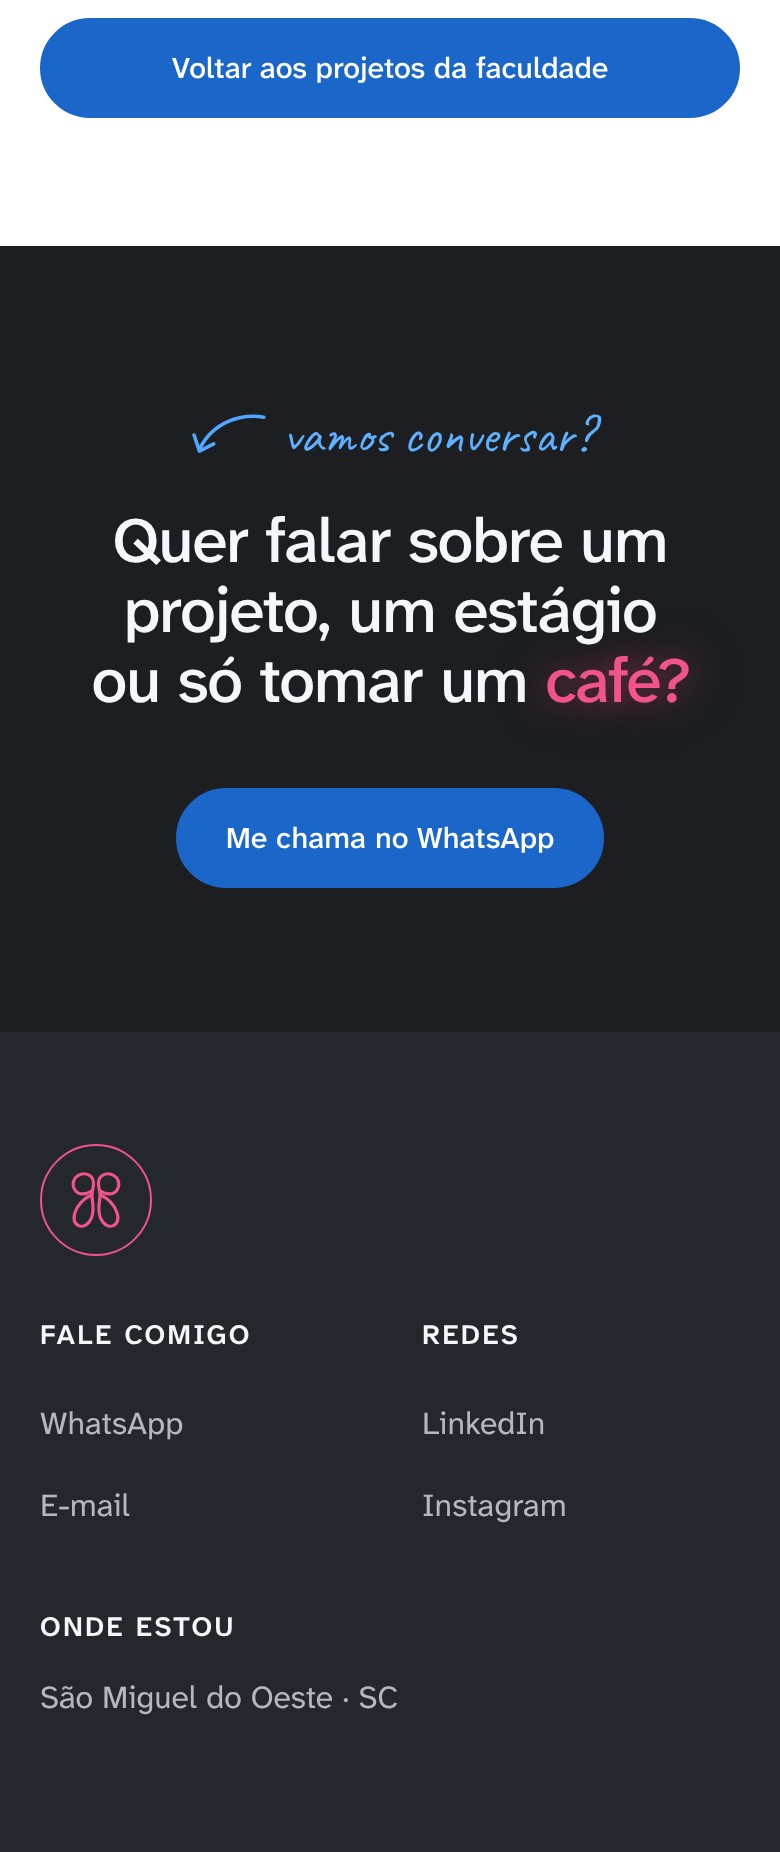 Voltar aos projetos da faculdade
vamos conversar?
Quer falar sobre um
projeto, um estágio
ou só tomar um café?
Me chama no WhatsApp
FALE COMIGO
WhatsApp
E-mail
REDES
LinkedIn
Instagram
ONDE ESTOU
São Miguel do Oeste · SC